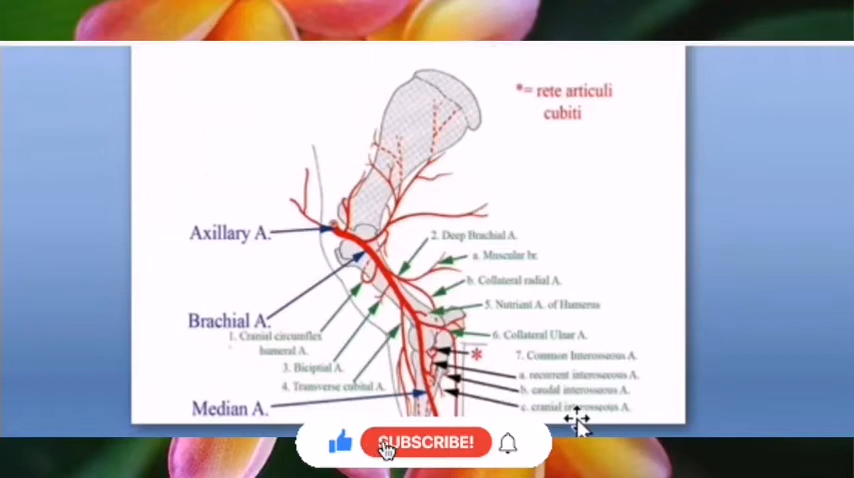 *= rete articuli
cubiti
Axillary A.
2. Deep Brachial A.
a. Muscular br.
b. Collateral radial A.
5. Nutrient A. of Humerus
Brachial A.
1. Cranial circumflex
humeral A.
6. Collateral Ulnar A.
*
7. Common Interosseous A.
3. Bicipital A.
a. recurrent interosseous A.
4. Transverse cubital A.
b. caudal interosseous A.
Median A.
c. cranial interosseous A.
SUBSCRIBE!